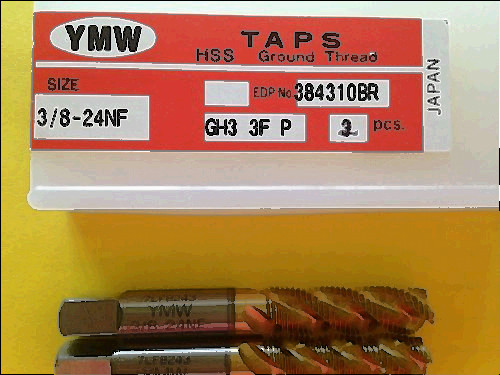 YMW
TAPS
HSS Ground Thread
SIZE
3/8-24NF
EDP No 384310BR
GH3 3F P
3 pcs.
JAPAN
YMW
3/8-24NF